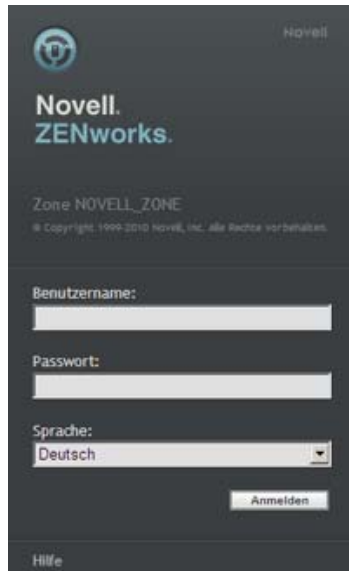 Novell
Novell.
ZENworks.
Zone NOVELL_ZONE
© Copyright 1999-2010 Novell, Inc. Alle Rechte vorbehalten.
Benutzername:
Passwort:
Sprache:
Deutsch
Anmelden
Hilfe